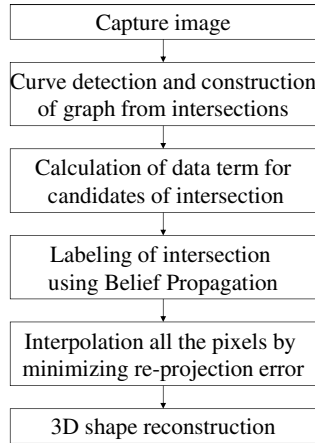 Capture image
Curve detection and construction
of graph from intersections
Calculation of data term for
candidates of intersection
Labeling of intersection
using Belief Propagation
Interpolation all the pixels by
minimizing re-projection error
3D shape reconstruction